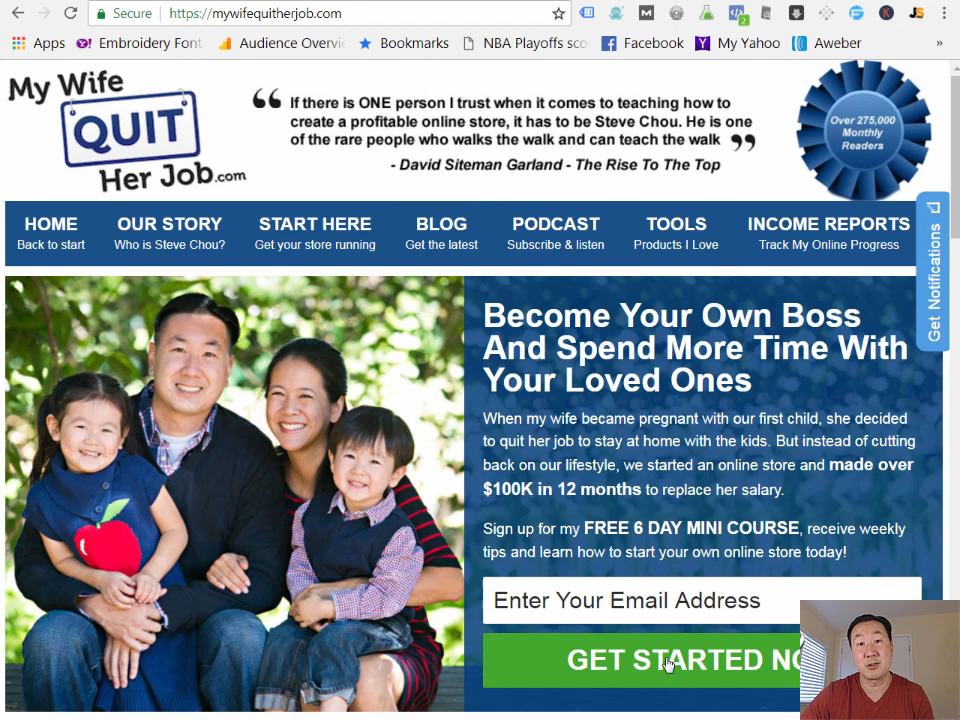 Secure
https://mywifequitherjob.com
2
Apps
Embroidery Font
Audience Overvi
Bookmarks
NBA Playoffs sco
Facebook
My Yahoo
Aweber
»
My Wife
QUIT
Her Job.com
“ If there is ONE person I trust when it comes to teaching how to
create a profitable online store, it has to be Steve Chou. He is one
of the rare people who walks the walk and can teach the walk ”
- David Siteman Garland - The Rise To The Top
Over 275,000
Monthly
Readers
HOME
Back to start
OUR STORY
Who is Steve Chou?
START HERE
Get your store running
BLOG
Get the latest
PODCAST
Subscribe & listen
TOOLS
Products I Love
INCOME REPORTS
Track My Online Progress
Get Notifications
Become Your Own Boss
And Spend More Time With
Your Loved Ones
When my wife became pregnant with our first child, she decided
to quit her job to stay at home with the kids. But instead of cutting
back on our lifestyle, we started an online store and made over
$100K in 12 months to replace her salary.
Sign up for my FREE 6 DAY MINI COURSE, receive weekly
tips and learn how to start your own online store today!
Enter Your Email Address
GET STARTED NO